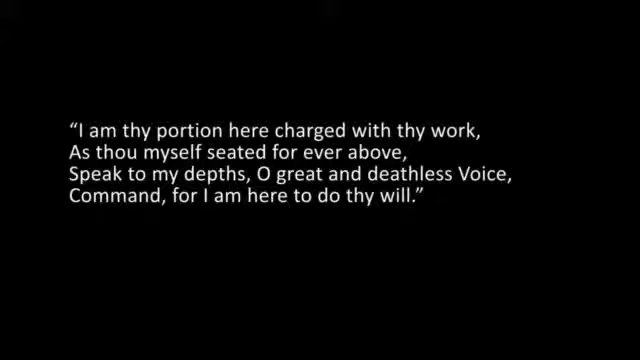 “I am thy portion here charged with thy work,
As thou myself seated for ever above,
Speak to my depths, O great and deathless Voice,
Command, for I am here to do thy will.”